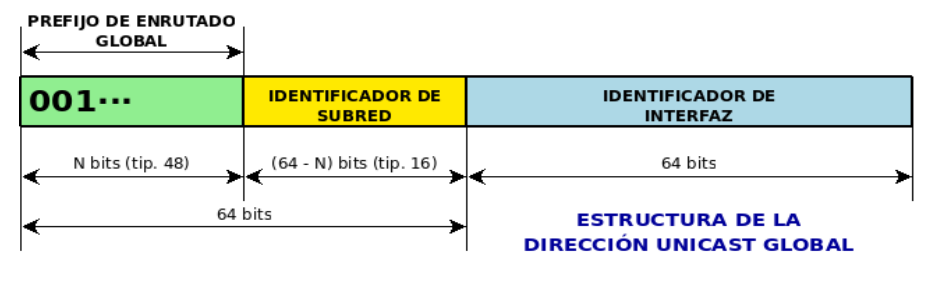 PREFIJO DE ENRUTADO
GLOBAL
001···
IDENTIFICADOR DE
SUBRED
IDENTIFICADOR DE
INTERFAZ
N bits (tip. 48)
(64 - N) bits (tip. 16)
64 bits
64 bits
ESTRUCTURA DE LA
DIRECCIÓN UNICAST GLOBAL